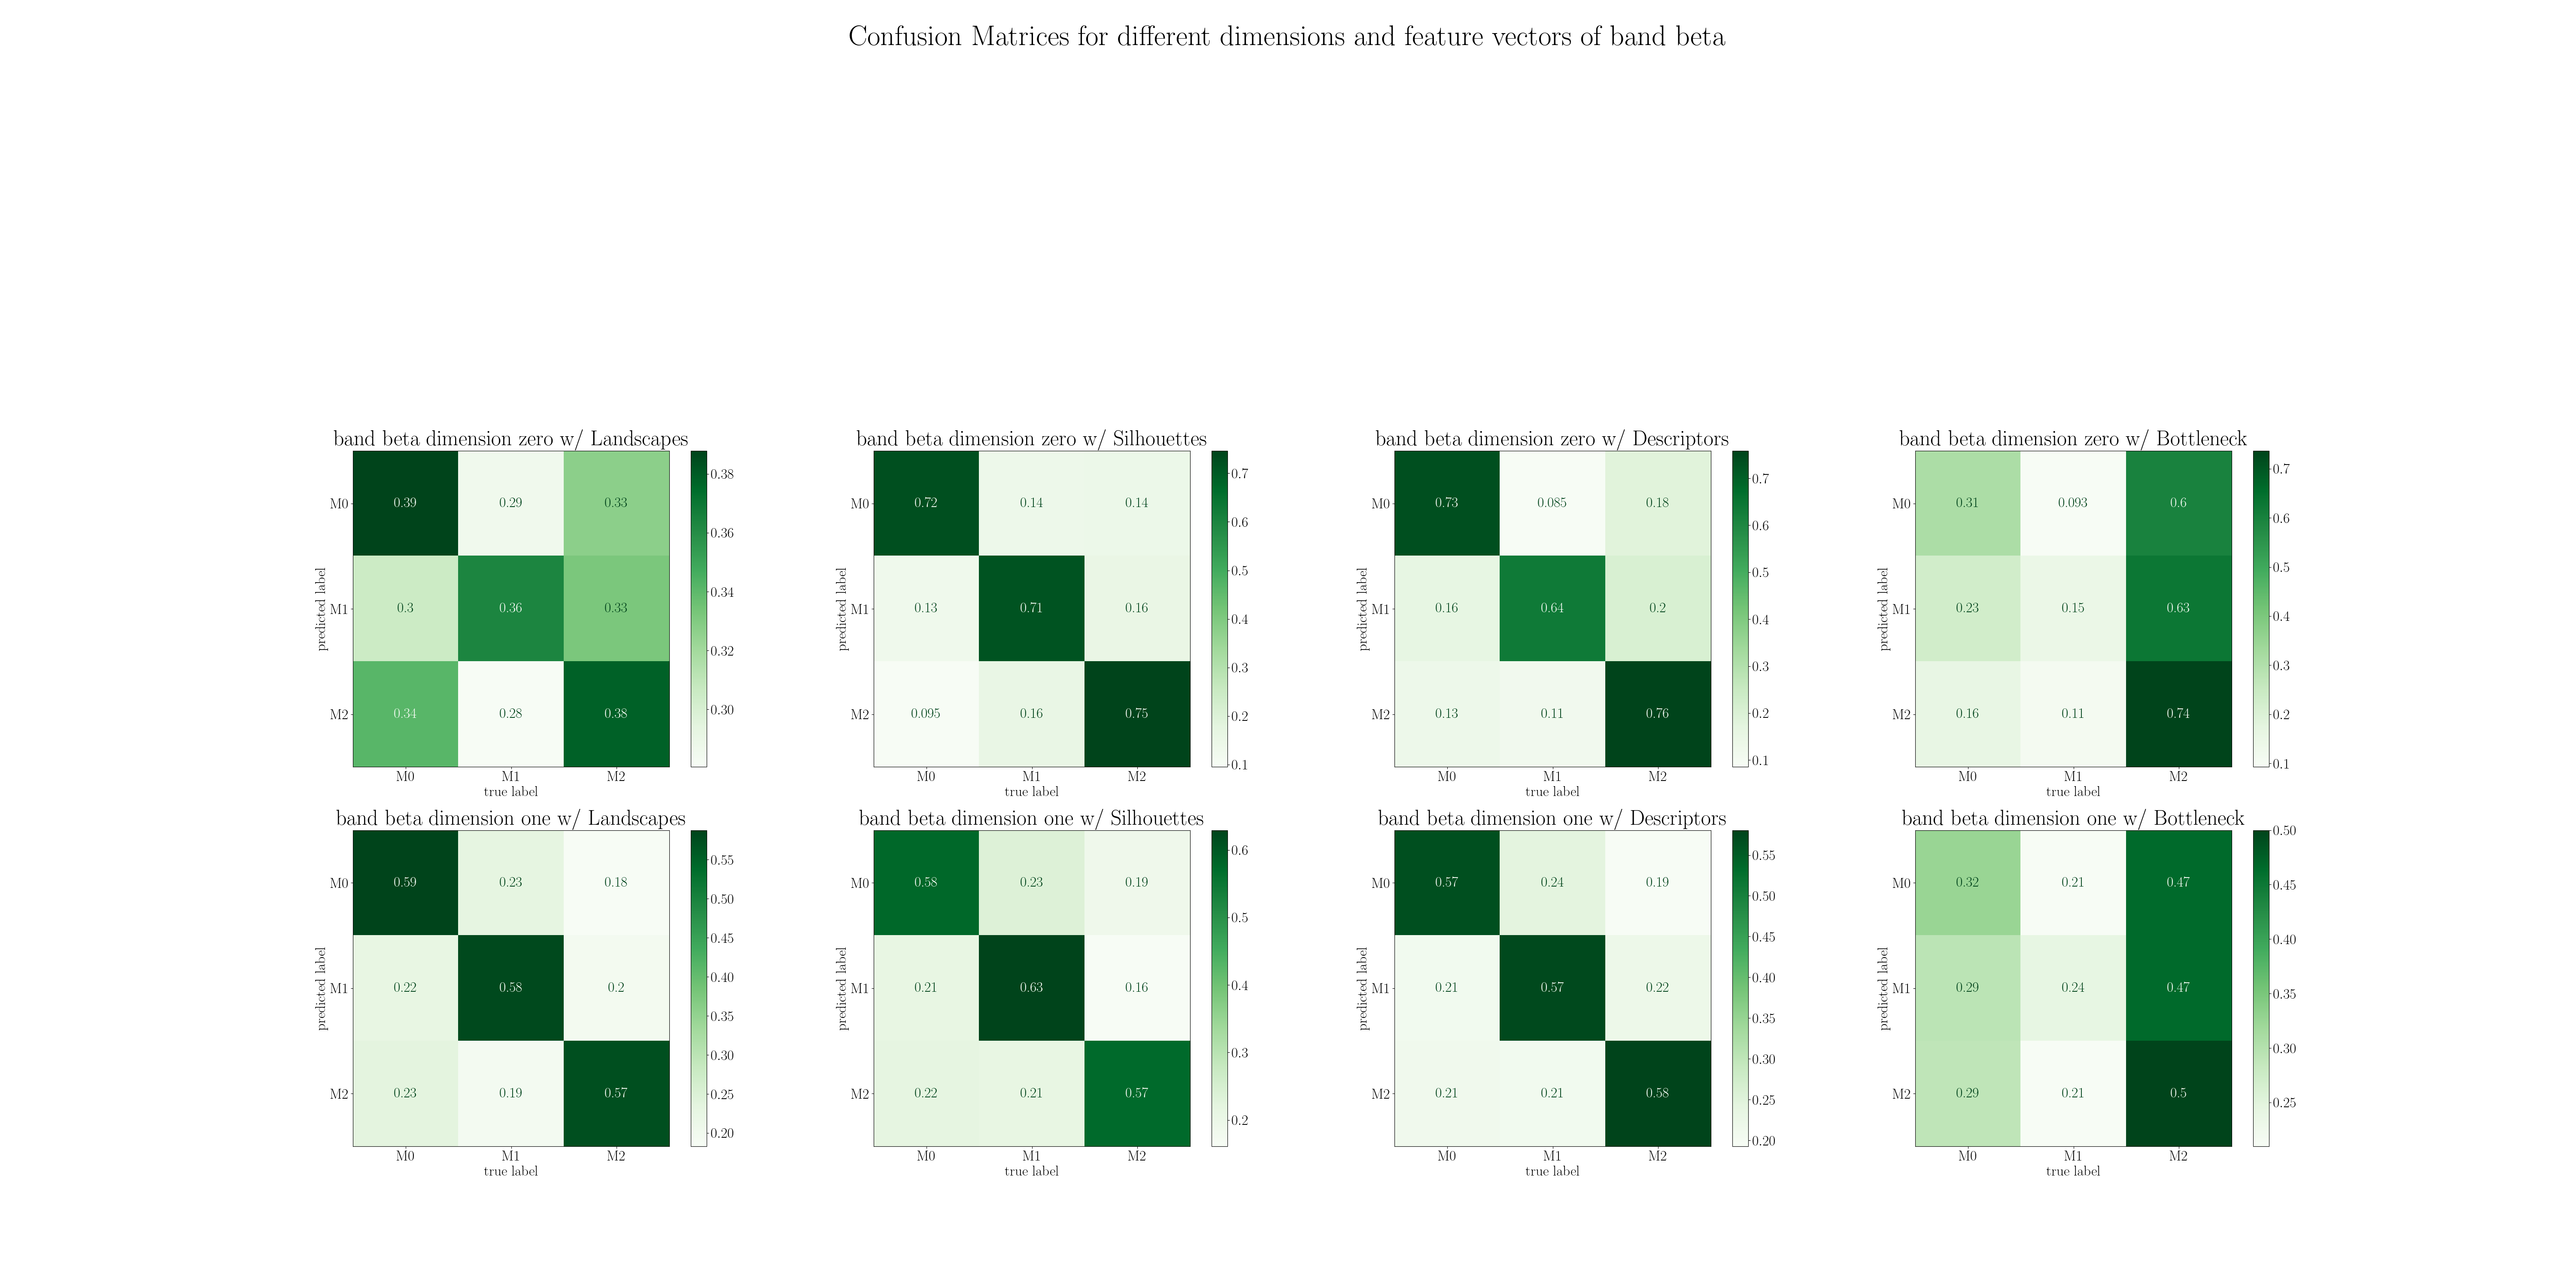 Confusion Matrices for different dimensions and feature vectors of band beta
band beta dimension zero w/ Landscapes
M0 0.39 0.29 0.33
M1 0.3 0.36 0.33
M2 0.34 0.28 0.38
M0 M1 M2
true label
predicted label
0.38
0.36
0.34
0.32
0.30
band beta dimension zero w/ Silhouettes
M0 0.72 0.14 0.14
M1 0.13 0.71 0.16
M2 0.095 0.16 0.75
M0 M1 M2
true label
predicted label
0.7
0.6
0.5
0.4
0.3
0.2
0.1
band beta dimension zero w/ Descriptors
M0 0.73 0.085 0.18
M1 0.16 0.64 0.2
M2 0.13 0.11 0.76
M0 M1 M2
true label
predicted label
0.7
0.6
0.5
0.4
0.3
0.2
0.1
band beta dimension zero w/ Bottleneck
M0 0.31 0.093 0.6
M1 0.23 0.15 0.63
M2 0.16 0.11 0.74
M0 M1 M2
true label
predicted label
0.7
0.6
0.5
0.4
0.3
0.2
0.1
band beta dimension one w/ Landscapes
M0 0.59 0.23 0.18
M1 0.22 0.58 0.2
M2 0.23 0.19 0.57
M0 M1 M2
true label
predicted label
0.55
0.50
0.45
0.40
0.35
0.30
0.25
0.20
band beta dimension one w/ Silhouettes
M0 0.58 0.23 0.19
M1 0.21 0.63 0.16
M2 0.22 0.21 0.57
M0 M1 M2
true label
predicted label
0.6
0.5
0.4
0.3
0.2
band beta dimension one w/ Descriptors
M0 0.57 0.24 0.19
M1 0.21 0.57 0.22
M2 0.21 0.21 0.58
M0 M1 M2
true label
predicted label
0.55
0.50
0.45
0.40
0.35
0.30
0.25
0.20
band beta dimension one w/ Bottleneck
M0 0.32 0.21 0.47
M1 0.29 0.24 0.47
M2 0.29 0.21 0.5
M0 M1 M2
true label
predicted label
0.50
0.45
0.40
0.35
0.30
0.25